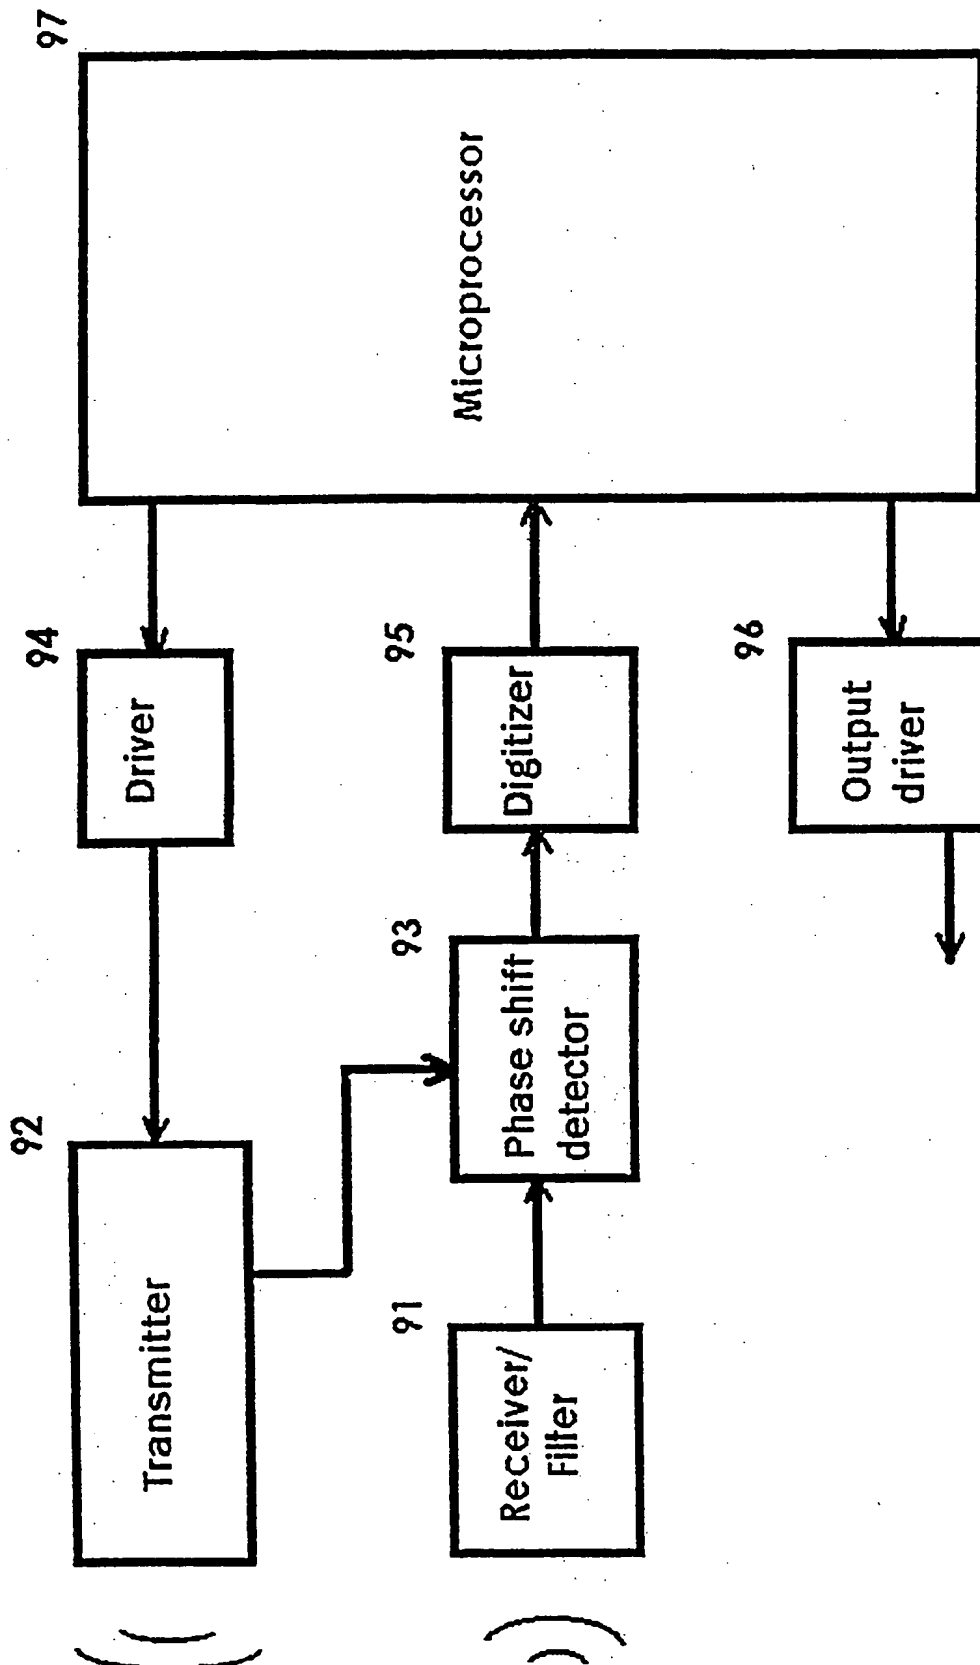 92
Transmitter
94
Driver
97
Microprocessor
91
Receiver/
Filter
93
Phase shift
detector
95
Digitizer
96
Output
driver